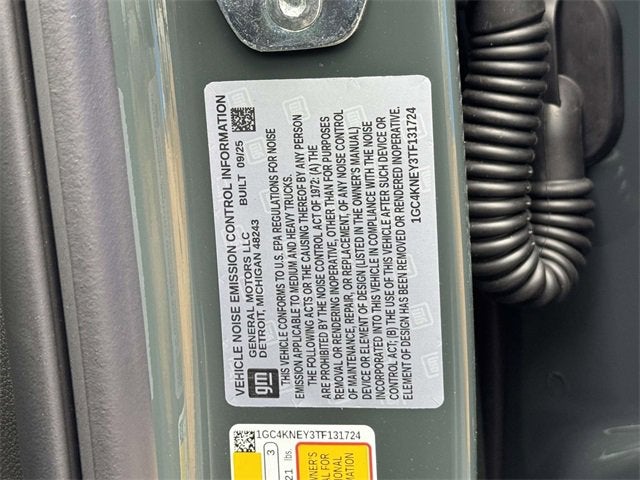 VEHICLE NOISE EMISSION CONTROL INFORMATION
GENERAL MOTORS LLC BUILT 09/25
DETROIT, MICHIGAN 48243
gm
THIS VEHICLE CONFORMS TO U.S. EPA REGULATIONS FOR NOISE
EMISSION APPLICABLE TO MEDIUM AND HEAVY TRUCKS.
THE FOLLOWING ACTS OR THE CAUSING THEREOF BY ANY PERSON
ARE PROHIBITED BY THE NOISE CONTROL ACT OF 1972: (A) THE
REMOVAL OR RENDERING INOPERATIVE, OTHER THAN FOR PURPOSES
OF MAINTENANCE, REPAIR, OR REPLACEMENT, OF ANY NOISE CONTROL
DEVICE OR ELEMENT OF DESIGN (LISTED IN THE OWNER'S MANUAL)
INCORPORATED INTO THIS VEHICLE IN COMPLIANCE WITH THE NOISE
CONTROL ACT; (B) THE USE OF THIS VEHICLE AFTER SUCH DEVICE OR
ELEMENT OF DESIGN HAS BEEN REMOVED OR RENDERED INOPERATIVE.
1GC4KNEY3TF131724
1GC4KNEY3TF131724
3
21 lbs.